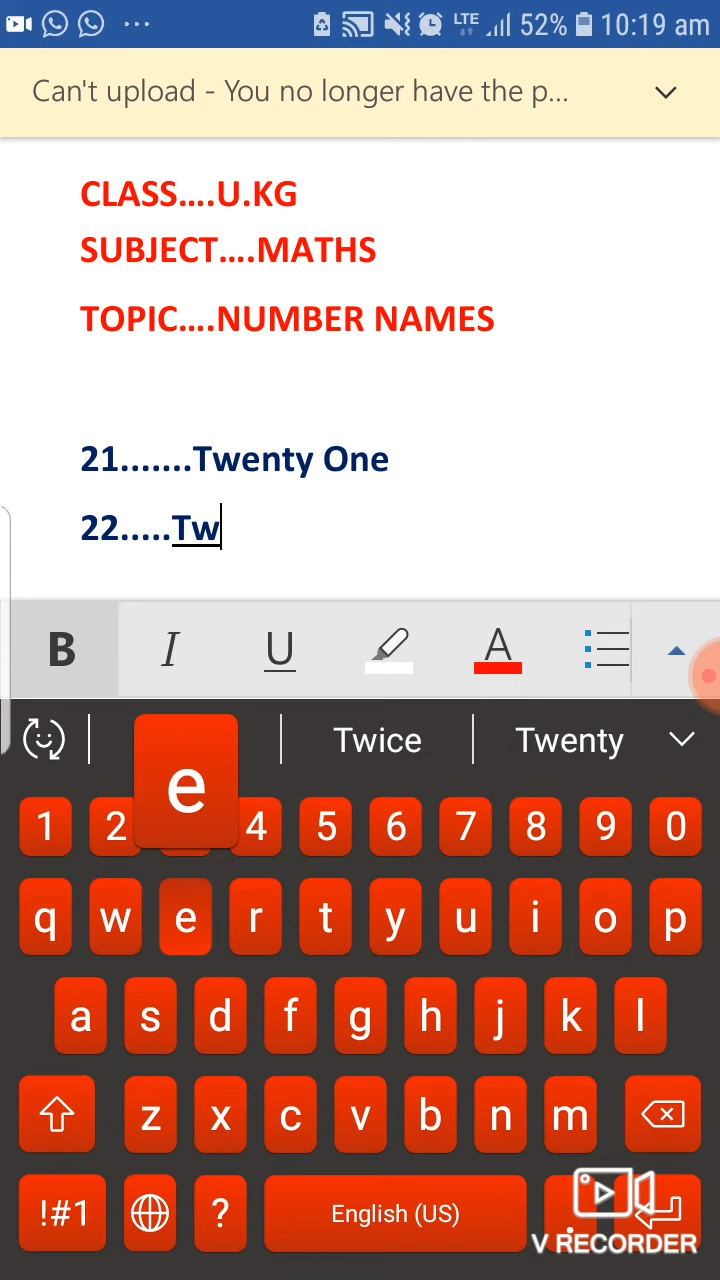 LTE 52% 10:19 am
Can't upload - You no longer have the p...
CLASS....U.KG
SUBJECT....MATHS
TOPIC....NUMBER NAMES
21.......Twenty One
22.....Tw
B I U A
e Twice Twenty
1 2 4 5 6 7 8 9 0
q w e r t y u i o p
a s d f g h j k l
z x c v b n m
!#1 ? English (US)
V RECORDER